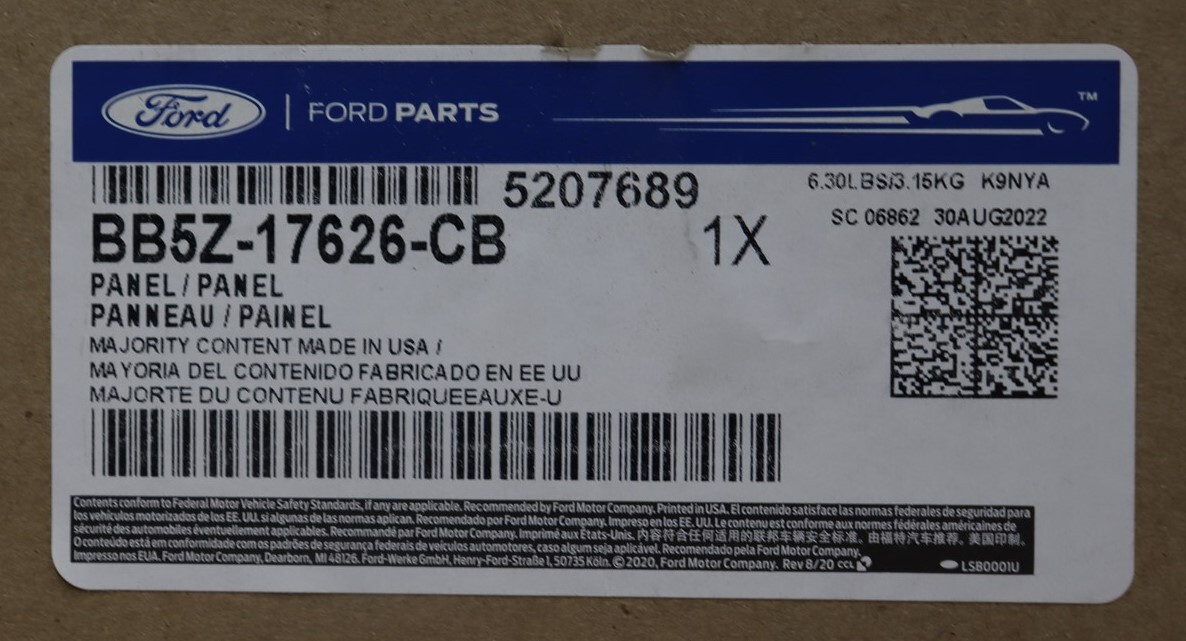 Ford | FORD PARTS ™
5207689 6.30LBS/3.15KG K9NYA
BB5Z-17626-CB 1X SC 06862 30AUG2022
PANEL / PANEL
PANNEAU / PAINEL
MAJORITY CONTENT MADE IN USA /
MAYORIA DEL CONTENIDO FABRICADO EN EE UU
MAJORTE DU CONTENU FABRIQUEEAUXE-U
Contents conform to Federal Motor Vehicle Safety Standards, if any are applicable. Recommended by Ford Motor Company. Printed in USA. El contenido satisface las normas federales de seguridad para
los vehículos motorizados de los EE. UU. si algunas de las normas aplican. Recomendado por Ford Motor Company. Impreso en los EE. UU. Le contenu est conforme aux normes fédérales américaines de
sécurité des automobiles éventuellement applicables. Recommandé par Ford Motor Company. Imprimé aux États-Unis. 内容符合任何适用的联邦车辆安全标准。由福特汽车推荐。美国印制。
O conteúdo está em conformidade com os padrões de segurança federais de veículos automotores, caso algum seja aplicável. Recomendado pela Ford Motor Company.
Impresso nos EUA. Ford Motor Company, Dearborn, MI 48126. Ford-Werke GmbH, Henry-Ford-Straße 1, 50735 Köln. © 2020, Ford Motor Company. Rev 8/20 CCL LSB0001U